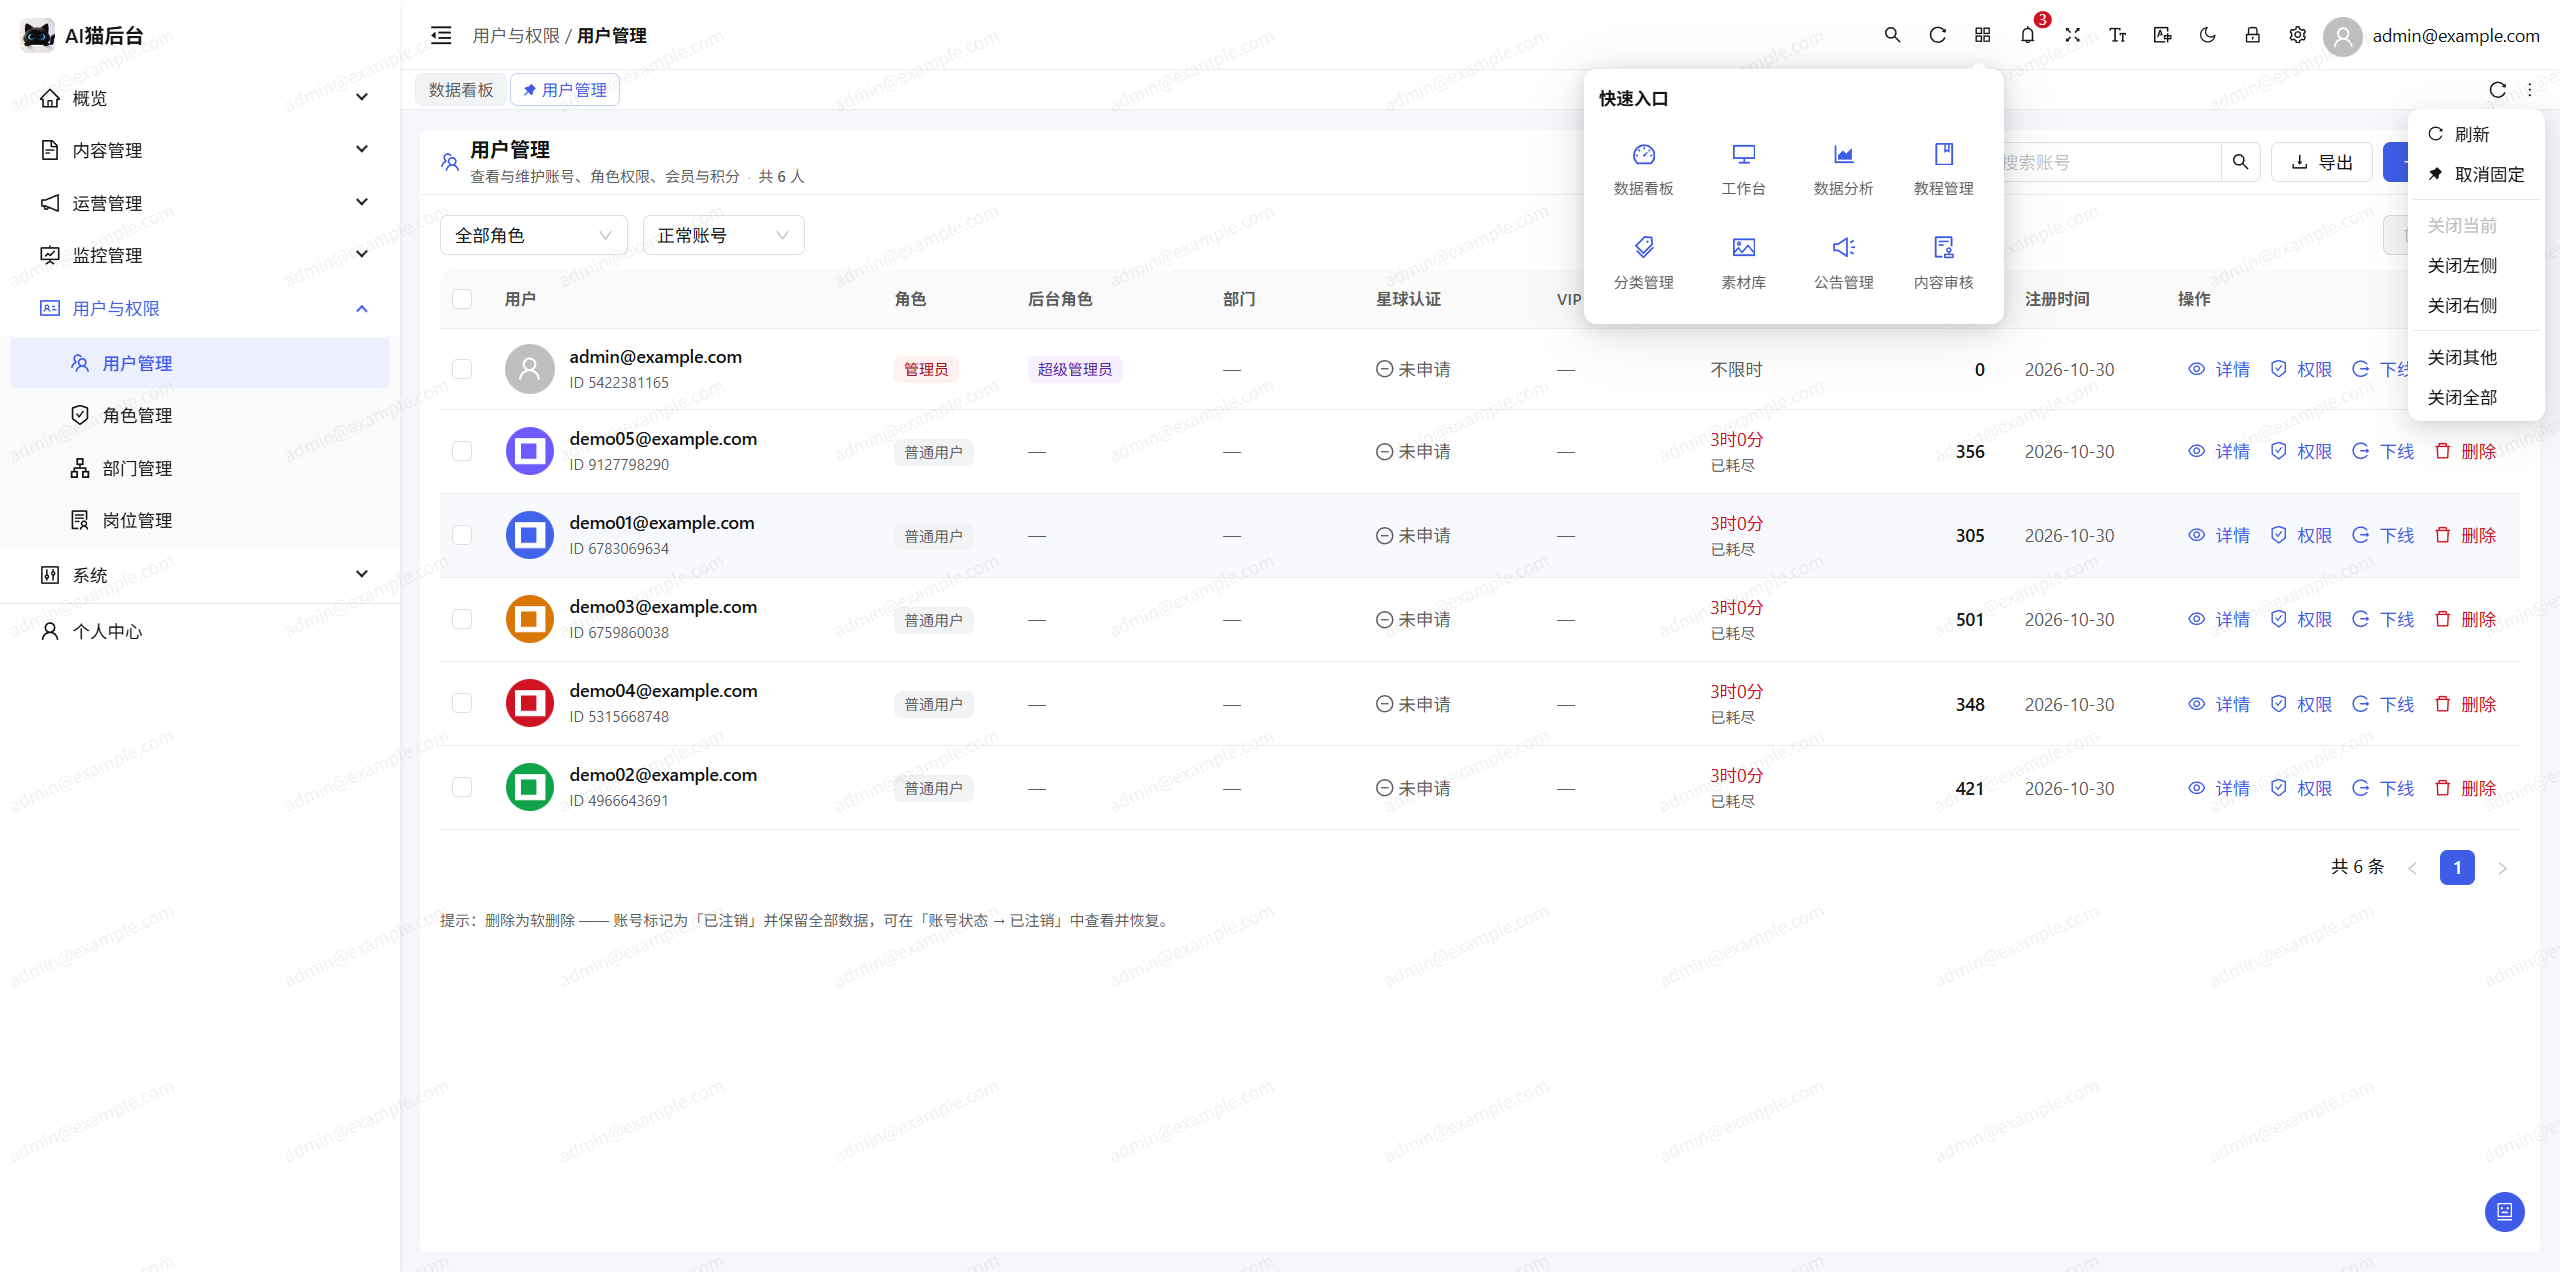 AI猫后台
用户与权限 / 用户管理
3
admin@example.com
概览
内容管理
运营管理
监控管理
用户与权限
用户管理
角色管理
部门管理
岗位管理
系统
个人中心
数据看板
用户管理
快速入口
数据看板 工作台 数据分析 教程管理
分类管理 素材库 公告管理 内容审核
刷新
取消固定
关闭当前
关闭左侧
关闭右侧
关闭其他
关闭全部
用户管理
查看与维护账号、角色权限、会员与积分 · 共 6 人
搜索账号
导出
全部角色 正常账号
用户 角色 后台角色 部门 星球认证 VIP 注册时间 操作
admin@example.com
ID 5422381165
管理员 超级管理员 — 未申请 — 不限时 0 2026-10-30 详情 权限 下线
demo05@example.com
ID 9127798290
普通用户 — — 未申请 — 3时0分 已耗尽 356 2026-10-30 详情 权限 下线 删除
demo01@example.com
ID 6783069634
普通用户 — — 未申请 — 3时0分 已耗尽 305 2026-10-30 详情 权限 下线 删除
demo03@example.com
ID 6759860038
普通用户 — — 未申请 — 3时0分 已耗尽 501 2026-10-30 详情 权限 下线 删除
demo04@example.com
ID 5315668748
普通用户 — — 未申请 — 3时0分 已耗尽 348 2026-10-30 详情 权限 下线 删除
demo02@example.com
ID 4966643691
普通用户 — — 未申请 — 3时0分 已耗尽 421 2026-10-30 详情 权限 下线 删除
共 6 条 < 1 >
提示：删除为软删除 —— 账号标记为「已注销」并保留全部数据，可在「账号状态 → 已注销」中查看并恢复。